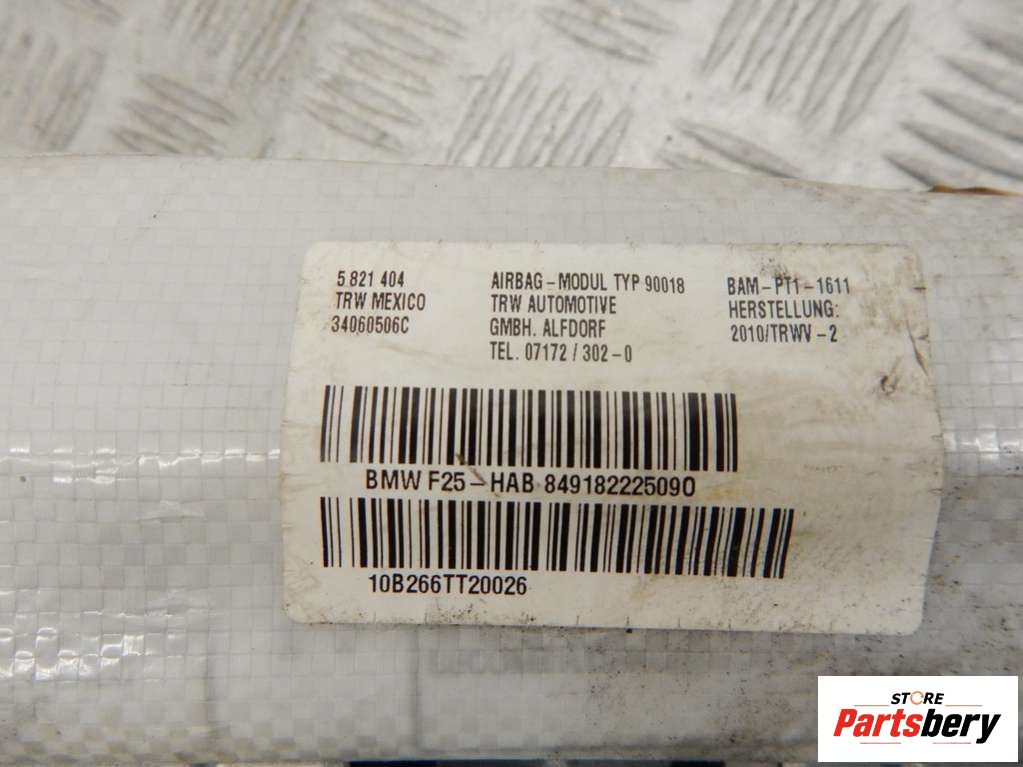 5 821 404
TRW MEXICO
34060506C
AIRBAG-MODUL TYP 90018
TRW AUTOMOTIVE
GMBH. ALFDORF
TEL. 07172 / 302-0
BAM-PT1-1611
HERSTELLUNG:
2010/TRWV-2
BMW F25-HAB 849182225090
10B266TT20026
STORE
Partsbery